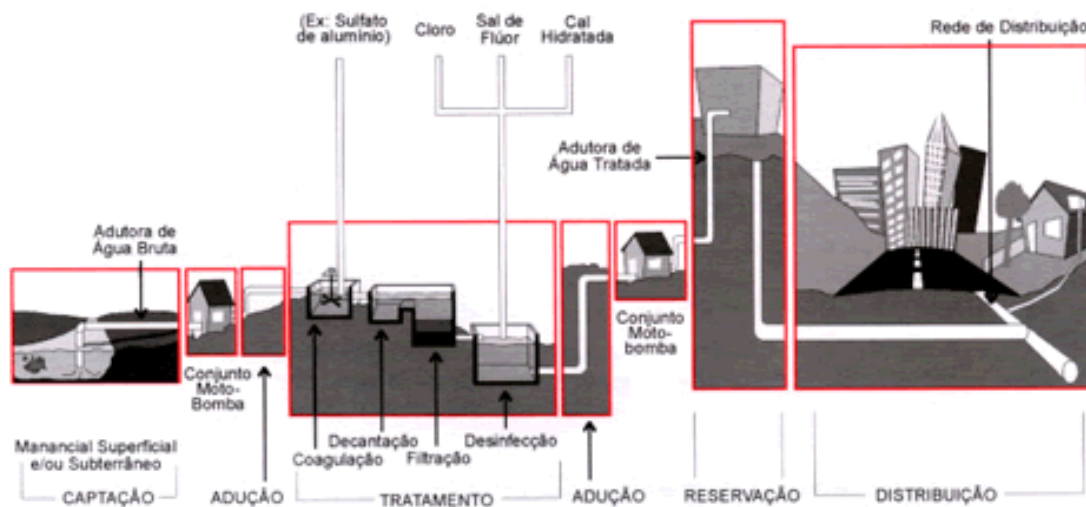 (Ex: Sulfato
de alumínio)
Cloro
Sal de
Flúor
Cal
Hidratada
Rede de Distribuição
Adutora de
Água Tratada
Adutora de
Água Bruta
Conjunto
Moto-
Bomba
Conjunto
Moto-
bomba
Coagulação
Decantação
Filtração
Desinfecção
Manancial Superficial
e/ou Subterrâneo
CAPTAÇÃO
ADUÇÃO
TRATAMENTO
ADUÇÃO
RESERVAÇÃO
DISTRIBUIÇÃO